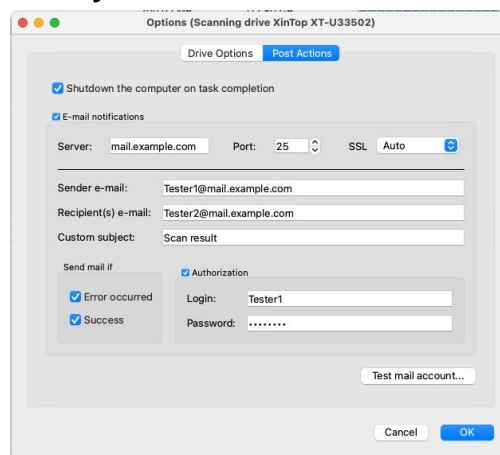 Options (Scanning drive XinTop XT-U33502)
Drive Options Post Actions
Shutdown the computer on task completion
E-mail notifications
Server: mail.example.com Port: 25 SSL Auto
Sender e-mail: Tester1@mail.example.com
Recipient(s) e-mail: Tester2@mail.example.com
Custom subject: Scan result
Send mail if
Authorization
Error occurred
Login: Tester1
Success
Password: ••••••••
Test mail account...
Cancel OK